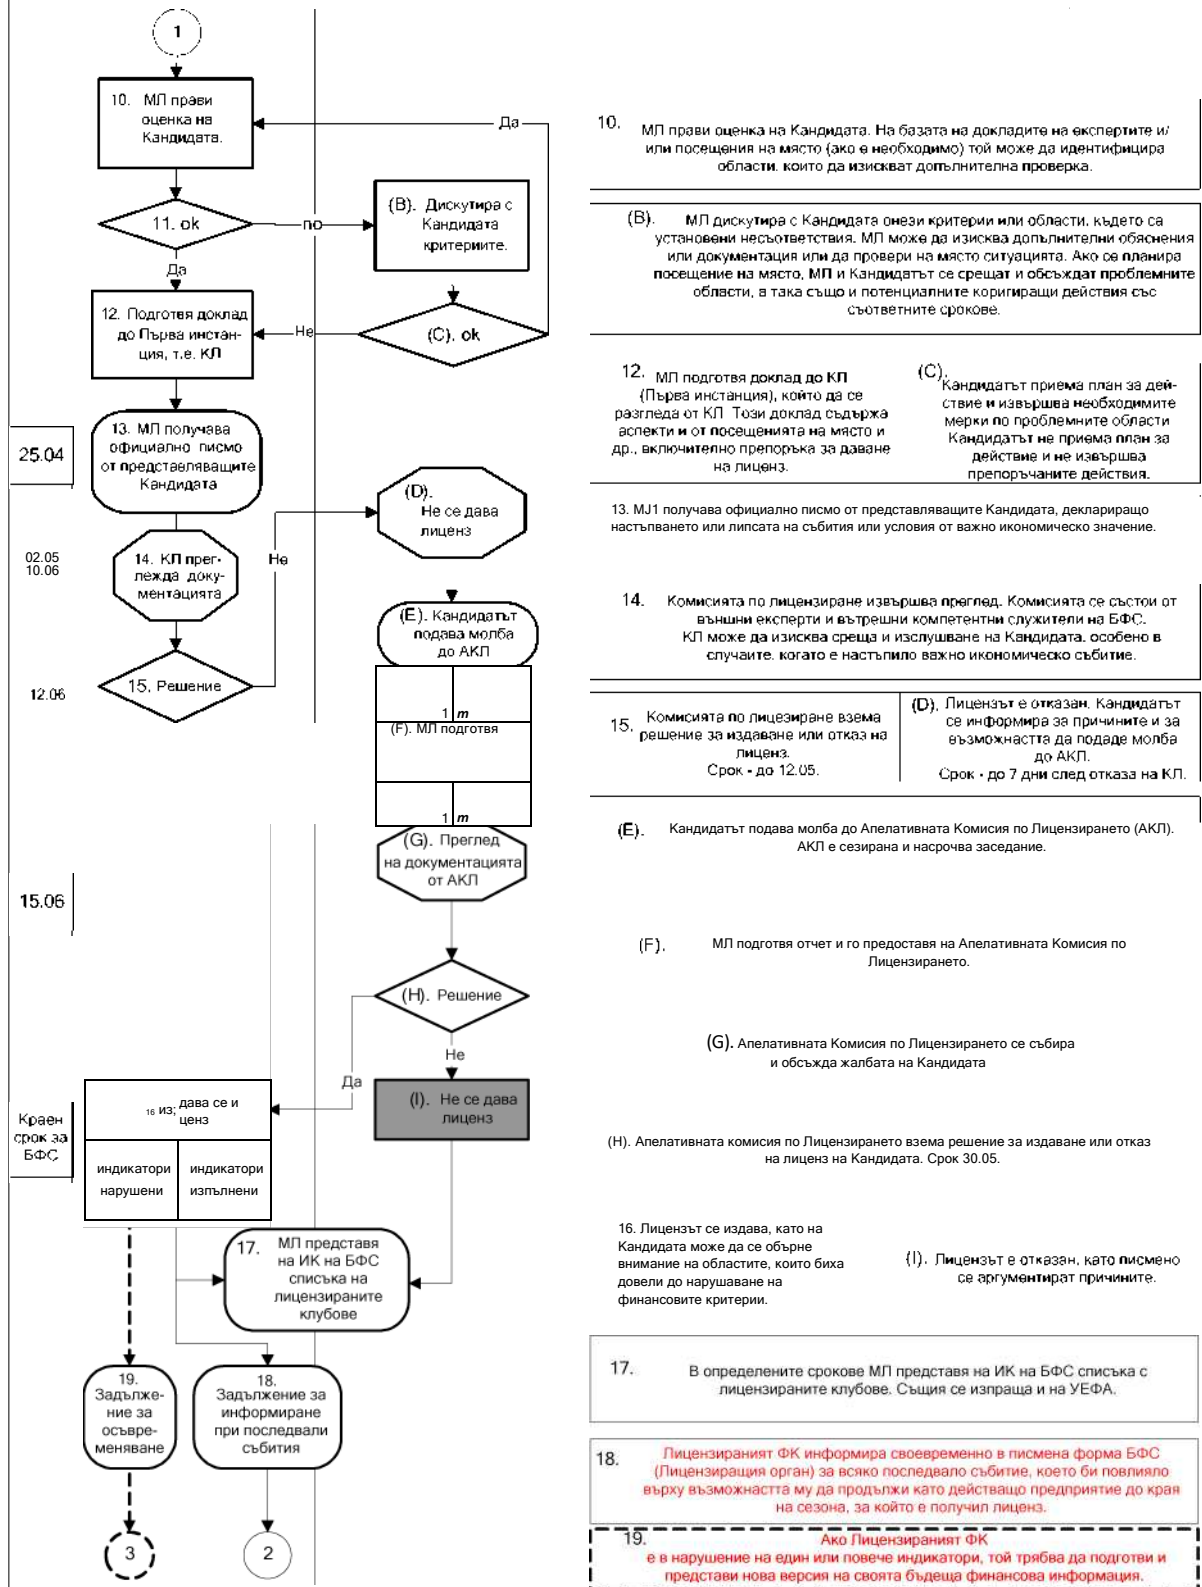 1
10. МЛ прави
оценка на
Кандидата.
Да
11. ok
по
(B). Дискутира с
Кандидата
критериите.
Да
12. Подготвя доклад
до Първа инстан-
ция, т.е. КЛ
Не
(C). ok
25.04
13. МЛ получава
официално писмо
от представляващите
Кандидата
(D).
Не се дава
лиценз
02.05
10.06
14. КЛ прег-
лежда доку-
ментацията
Не
(E). Кандидатът
подава молба
до АКЛ
12.06
15. Решение
1 m
(F). МЛ подготвя
1 m
(G). Преглед
на документацията
от АКЛ
15.06
(H). Решение
Не
Да
Краен
срок за
БФС
16 из; дава се и
ценз
индикатори
нарушени
индикатори
изпълнени
(I). Не се дава
лиценз
17. МЛ представя
на ИК на БФС
списъка на
лицензираните
клубове
19.
Задълже-
ние за
осъвре-
меняване
18.
Задължение за
информиране
при последвали
събития
3
2
10. МЛ прави оценка на Кандидата. На базата на докладите на експертите и/
или посещения на място (ако е необходимо) той може да идентифицира
области, които да изискват допълнителна проверка.
(B). МЛ дискутира с Кандидата онези критерии или области, където са
установени несъответствия. МЛ може да изисква допълнителни обяснения
или документация или да провери на място ситуацията. Ако се планира
посещение на място, МЛ и Кандидатът се срещат и обсъждат проблемните
области, а така също и потенциалните коригиращи действия със
съответните срокове.
12. МЛ подготвя доклад до КЛ
(Първа инстанция), който да се
разгледа от КЛ. Този доклад съдържа
аспекти и от посещенията на място и
др., включително препоръка за даване
на лиценз.
(C).
Кандидатът приема план за дей-
ствие и извършва необходимите
мерки по проблемните области
Кандидатът не приема план за
действие и не извършва
препоръчаните действия.
13. MJ1 получава официално писмо от представляващите Кандидата, деклариращо
настъпването или липсата на събития или условия от важно икономическо значение.
14. Комисията по лицензиране извършва преглед. Комисията се състои от
външни експерти и вътрешни компетентни служители на БФС.
КЛ може да изисква среща и изслушване на Кандидата, особено в
случаите, когато е настъпило важно икономическо събитие.
15. Комисията по лицезиране взема
решение за издаване или отказ на
лиценз.
Срок - до 12.05.
(D). Лицензът е отказан. Кандидатът
се информира за причините и за
възможността да подаде молба
до АКЛ.
Срок - до 7 дни след отказа на КЛ.
(E). Кандидатът подава молба до Апелативната Комисия по Лицензирането (АКЛ).
АКЛ е сезирана и насрочва заседание.
(F). МЛ подготвя отчет и го предоставя на Апелативната Комисия по
Лицензирането.
(G). Апелативната Комисия по Лицензирането се събира
и обсъжда жалбата на Кандидата
(H). Апелативната комисия по Лицензирането взема решение за издаване или отказ
на лиценз на Кандидата. Срок 30.05.
16. Лицензът се издава, като на
Кандидата може да се обърне
внимание на областите, които биха
довели до нарушаване на
финансовите критерии.
(I). Лицензът е отказан, като писмено
се аргументират причините.
17. В определените срокове МЛ представя на ИК на БФС списъка с
лицензираните клубове. Същия се изпраща и на УЕФА.
18. Лицензираният ФК информира своевременно в писмена форма БФС
(Лицензиращия орган) за всяко последвало събитие, което би повлияло
върху възможността му да продължи като действащо предприятие до края
на сезона, за който е получил лиценз.
19. Ако Лицензираният ФК
е в нарушение на един или повече индикатори, той трябва да подготви и
представи нова версия на своята бъдеща финансова информация.